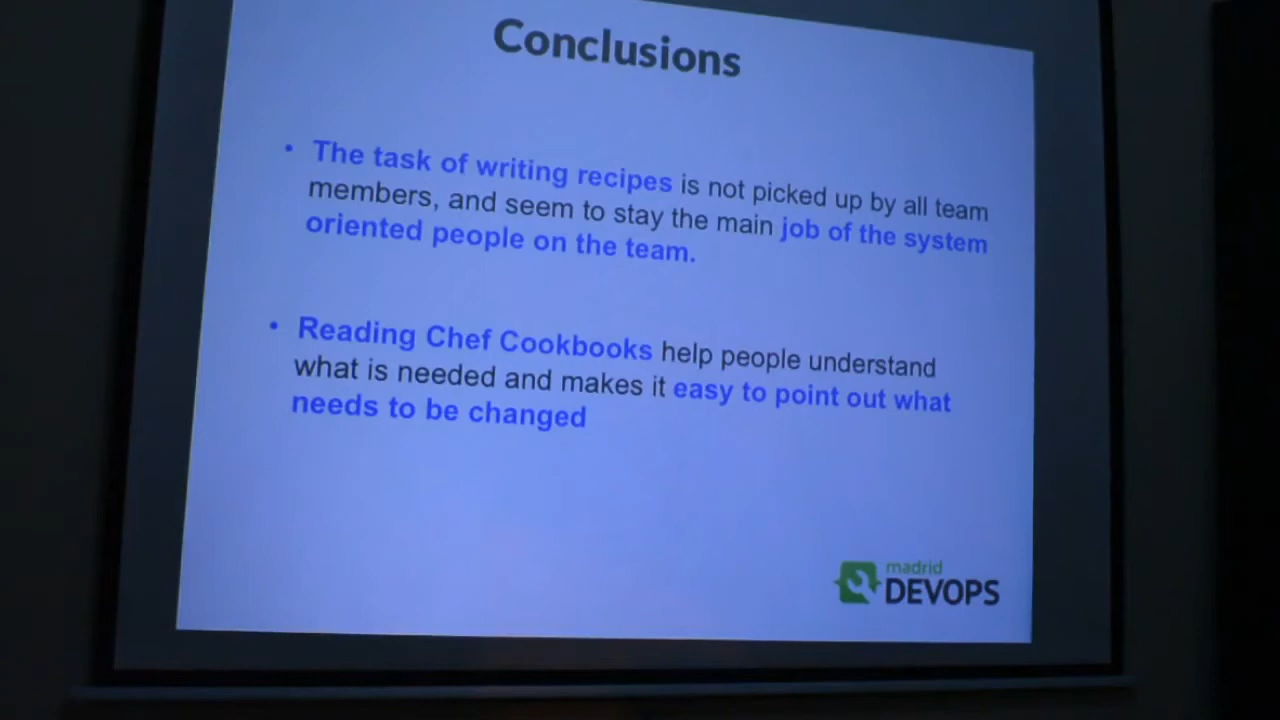 Conclusions
• The task of writing recipes is not picked up by all team
members, and seem to stay the main job of the system
oriented people on the team.
• Reading Chef Cookbooks help people understand
what is needed and makes it easy to point out what
needs to be changed
madrid
DEVOPS